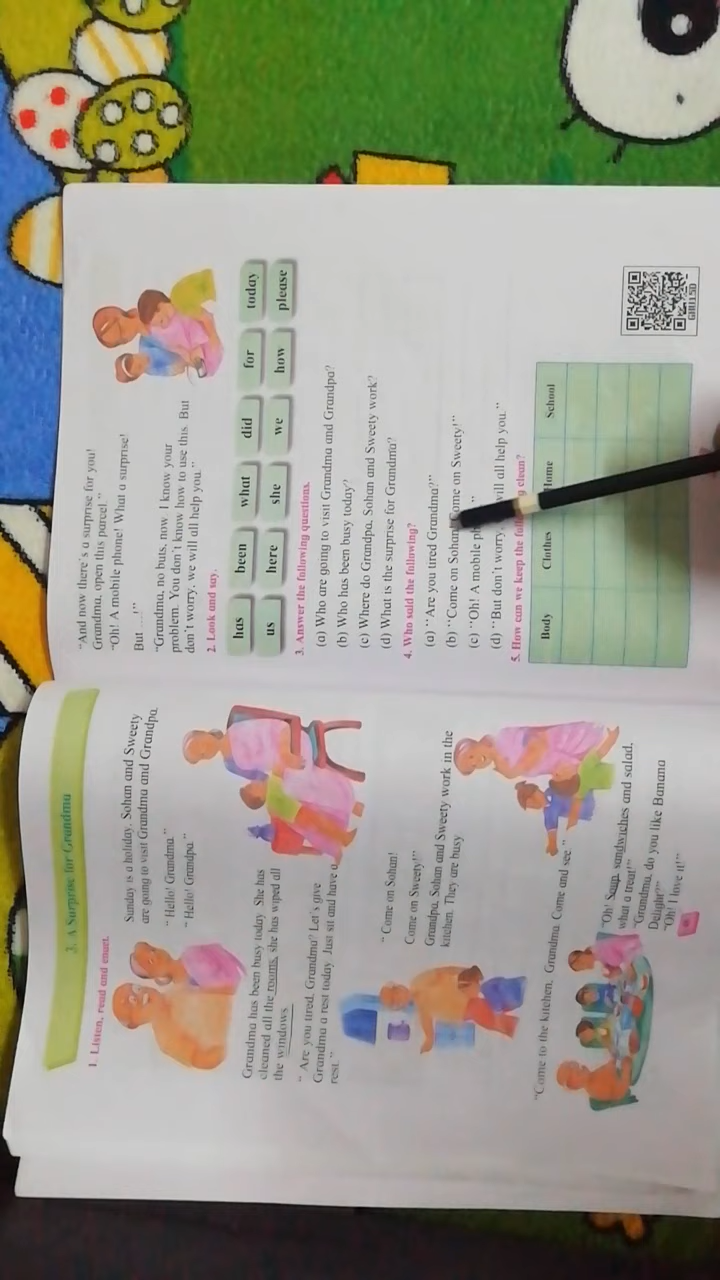 3. A Surprise for Grandma
1. Listen, read and enact.
Sunday is a holiday. Sohan and Sweety
are going to visit Grandma and Grandpa.
“ Hello! Grandma.”
“ Hello! Grandpa.”
Grandma has been busy today. She has
cleaned all the rooms, she has wiped all
the windows.
“ Are you tired, Grandma? Let's give
Grandma a rest today. Just sit and have a
rest.”
“ Come on Sohan!
Come on Sweety!”
Grandpa, Sohan and Sweety work in the
kitchen. They are busy.
“Come to the kitchen, Grandma. Come and see.”
“Oh! Soup, sandwiches and salad,
what a treat!”
“Grandma, do you like Banana
Delight?”
“Oh! I love it!”
“And now there's a surprise for you!
Grandma, open this parcel.”
“Oh! A mobile phone! What a surprise!
But ....!”
“Grandma, no buts, now I know your
problem. You don't know how to use this. But
don't worry, we will all help you.”
2. Look and say.
has been what did for today
us here she we how please
3. Answer the following questions.
(a) Who are going to visit Grandma and Grandpa?
(b) Who has been busy today?
(c) Where do Grandpa, Sohan and Sweety work?
(d) What is the surprise for Grandma?
4. Who said the following?
(a) “Are you tired Grandma?”
(b) “Come on Sohan, Come on Sweety!”
(c) “Oh! A mobile ph ”
(d) “But don't worry, will all help you.”
5. How can we keep the clean?
Body Clothes Home School